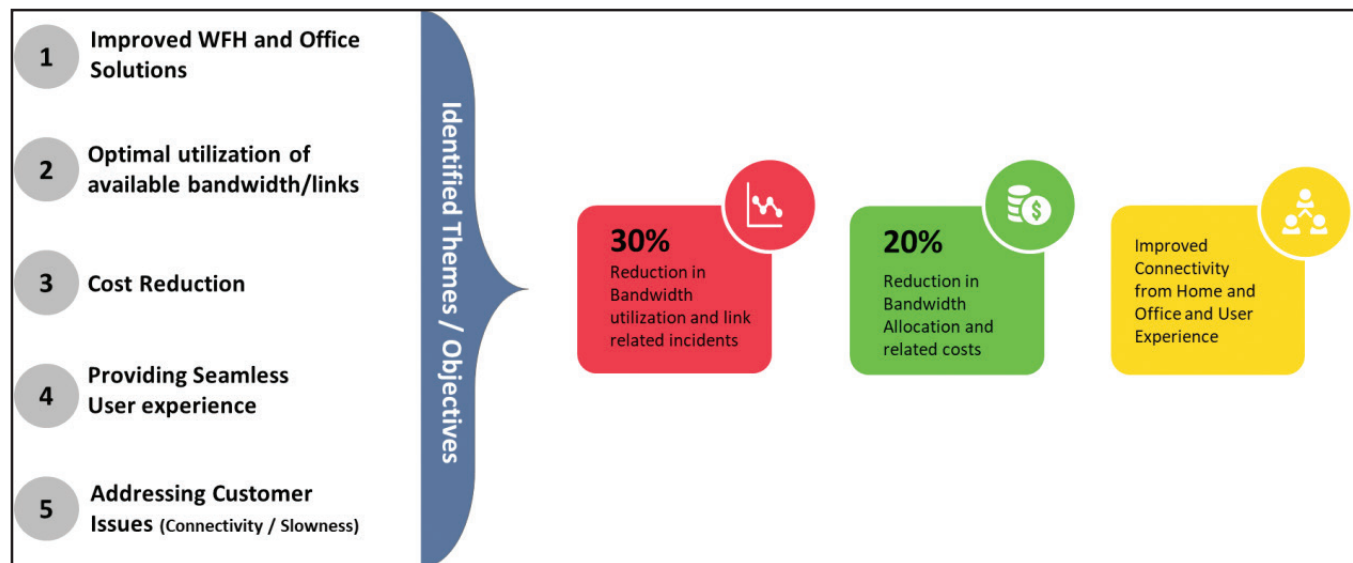 1
Improved WFH and Office
Solutions
2
Optimal utilization of
available bandwidth/links
3
Cost Reduction
4
Providing Seamless
User experience
5
Addressing Customer
Issues (Connectivity / Slowness)
Identified Themes / Objectives
30%
Reduction in
Bandwidth
utilization and link
related incidents
$
20%
Reduction in
Bandwidth
Allocation and
related costs
Improved
Connectivity
from Home and
Office and User
Experience